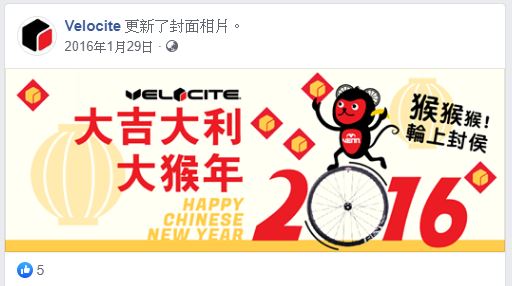 Velocite 更新了封面相片。
2016年1月29日
VELOCITE
大吉大利
大猴年
HAPPY
CHINESE
NEW YEAR
2016
VENN
猴猴猴!
輪上封侯
5